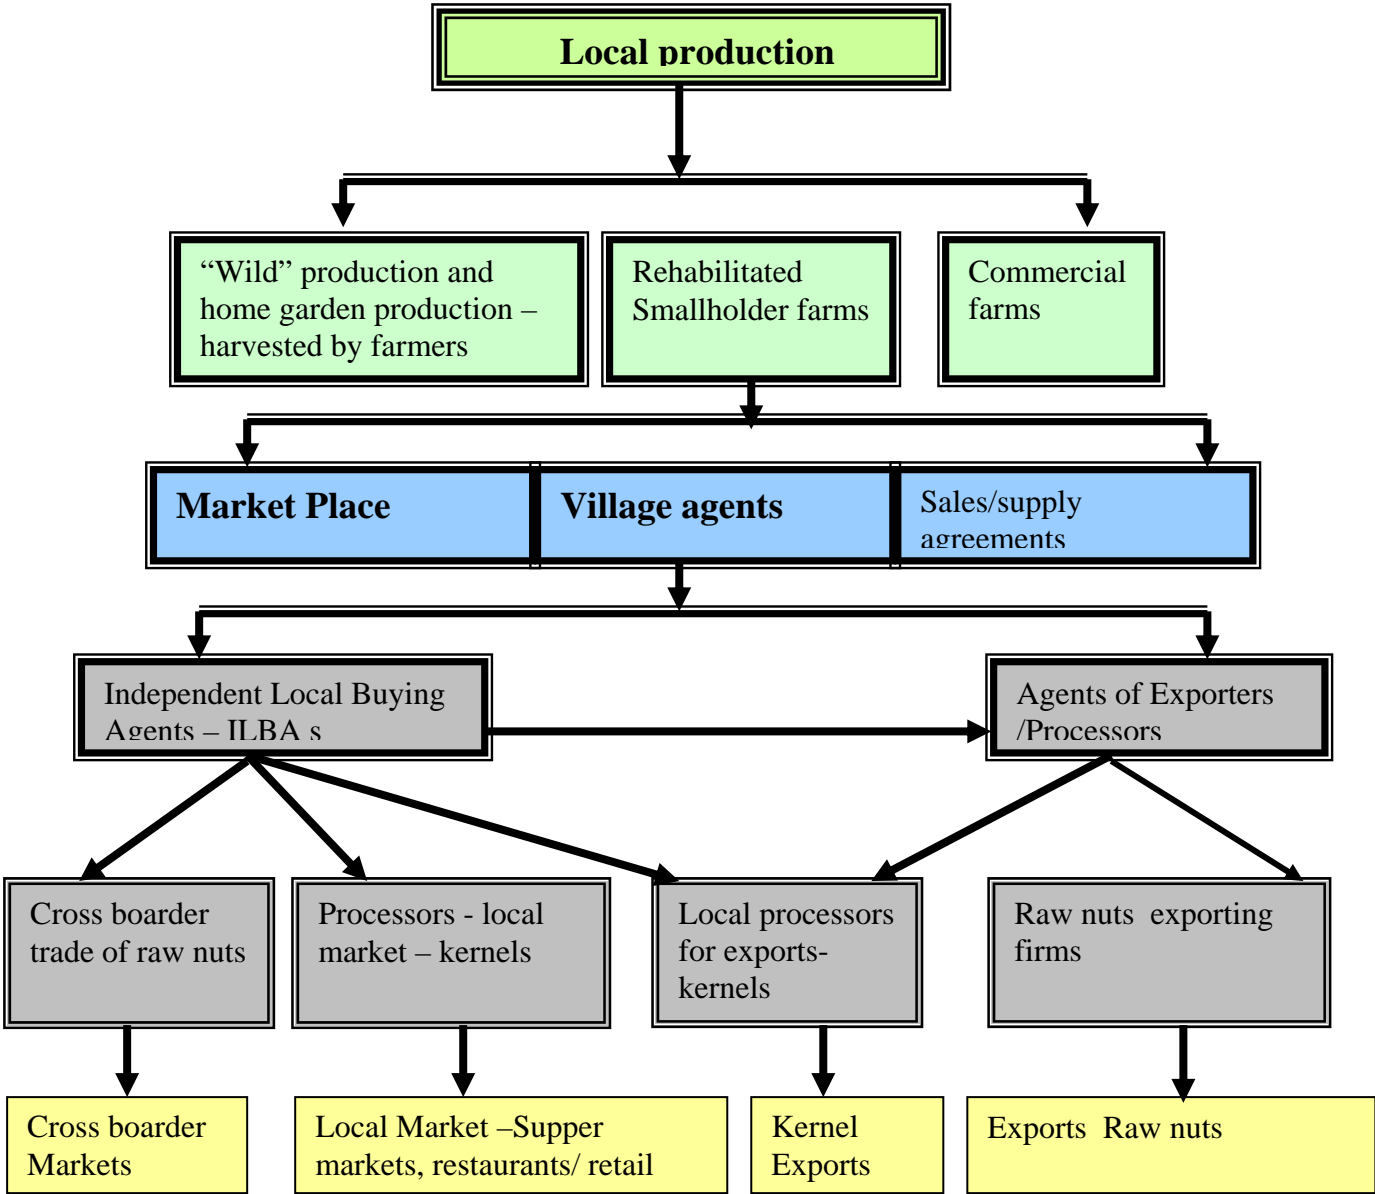 Local production
“Wild” production and
home garden production –
harvested by farmers
Rehabilitated
Smallholder farms
Commercial
farms
Market Place
Village agents
Sales/supply
agreements
Independent Local Buying
Agents – ILBA s
Agents of Exporters
/Processors
Cross boarder
trade of raw nuts
Processors - local
market – kernels
Local processors
for exports-
kernels
Raw nuts  exporting
firms
Cross boarder
Markets
Local Market –Supper
markets, restaurants/ retail
Kernel
Exports
Exports  Raw nuts